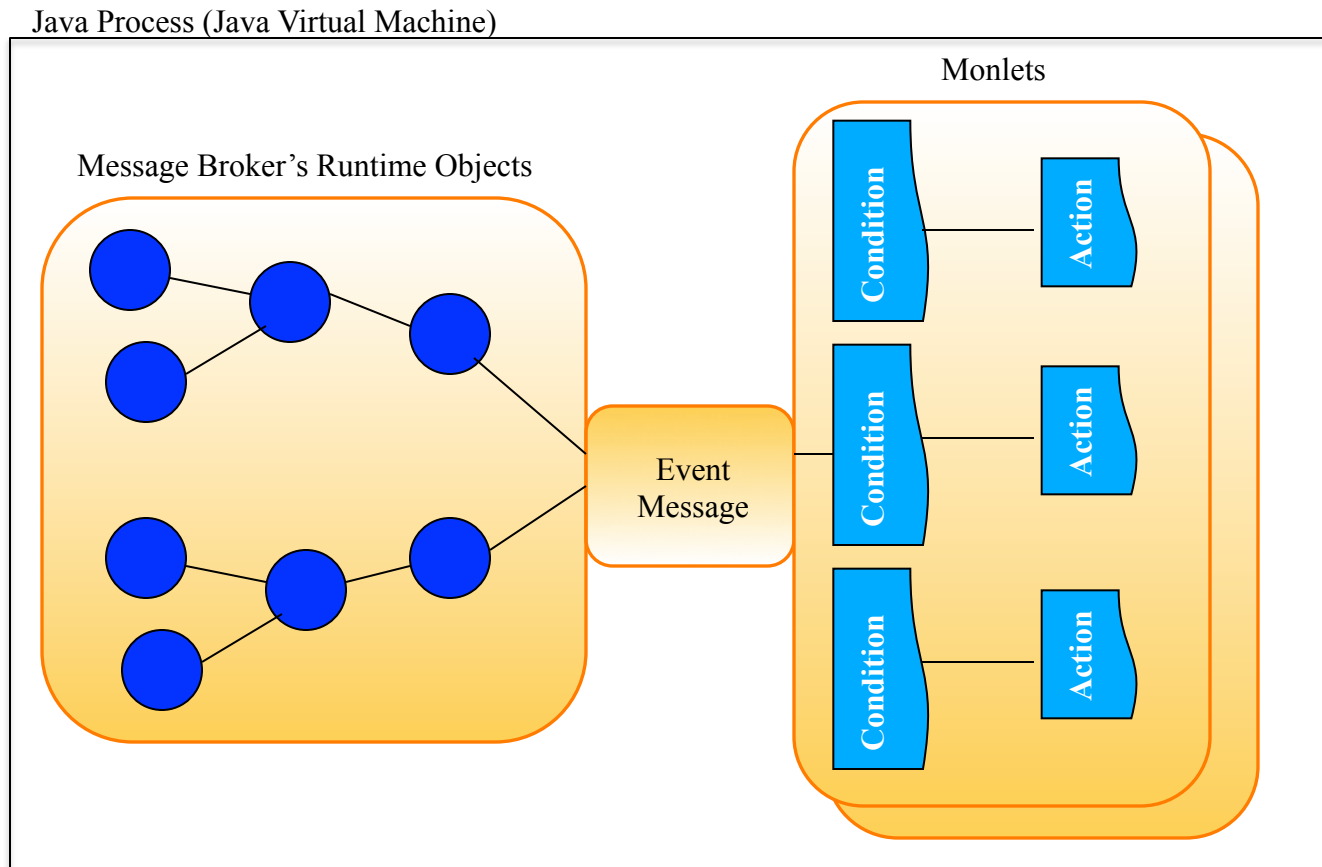 Java Process (Java Virtual Machine)
Monlets
Message Broker’s Runtime Objects
Condition
Action
Event
Message
Condition
Action
Condition
Action